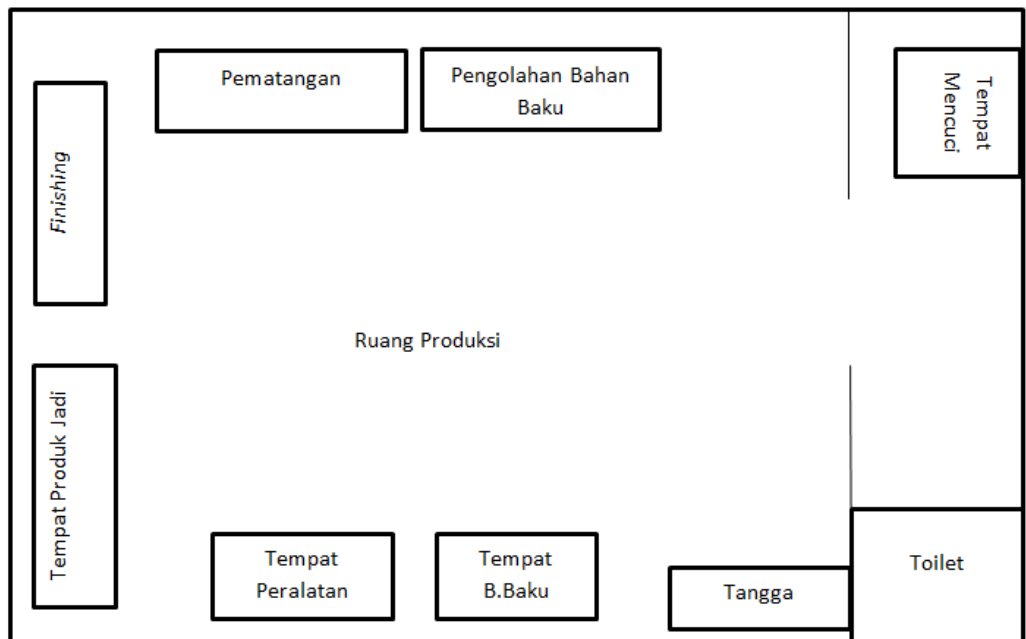 Pematangan
Pengolahan Bahan
Baku
Tempat
Mencuci
Finishing
Ruang Produksi
Tempat Produk Jadi
Tempat
Peralatan
Tempat
B.Baku
Tangga
Toilet